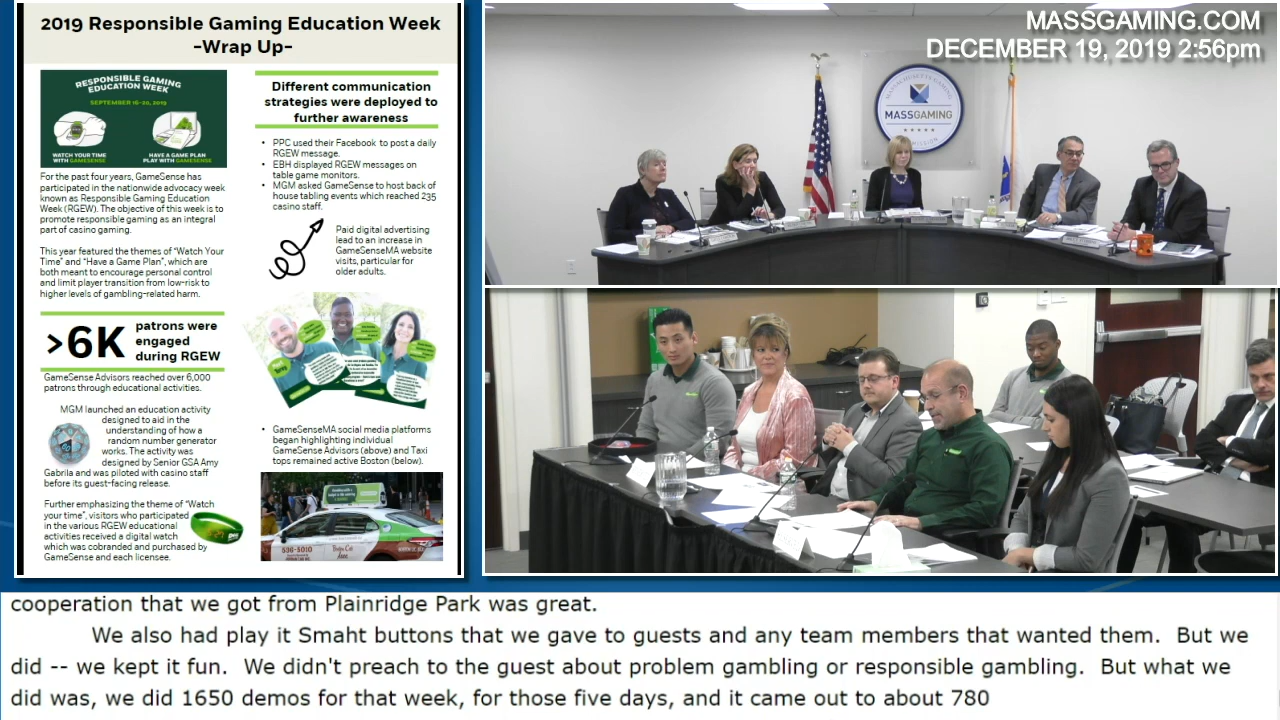 2019 Responsible Gaming Education Week
-Wrap Up-
RESPONSIBLE GAMING
EDUCATION WEEK
SEPTEMBER 16-20, 2019
WATCH YOUR TIME
WITH GAMESENSE
HAVE A GAME PLAN
PLAY WITH GAMESENSE
For the past four years, GameSense has
participated in the nationwide advocacy week
known as Responsible Gaming Education
Week (RGEW). The objective of this week is to
promote responsible gaming as an integral
part of casino gaming.
This year featured the themes of "Watch Your
Time" and "Have a Game Plan", which are
both meant to encourage personal control
and limit player transition from low-risk to
higher levels of gambling-related harm.
>6K
patrons were
engaged
during RGEW
GameSense Advisors reached over 6,000
patrons through educational activities.
MGM launched an education activity
designed to aid in the
understanding of how a
random number generator
works. The activity was
designed by Senior GSA Amy
Gabrila and was piloted with casino staff
before its guest-facing release.
Further emphasizing the theme of "Watch
your time", visitors who participated
in the various RGEW educational
activities received a digital watch
which was cobranded and purchased by
GameSense and each licensee.
Different communication
strategies were deployed to
further awareness
• PPC used their Facebook to post a daily
RGEW message.
• EBH displayed RGEW messages on
table game monitors.
• MGM asked GameSense to host back of
house tabling events which reached 235
casino staff.
Paid digital advertising
lead to an increase in
GameSenseMA website
visits, particular for
older adults.
• GameSenseMA social media platforms
began highlighting individual
GameSense Advisors (above) and Taxi
tops remained active Boston (below).
536-5010
MASSGAMING.COM
DECEMBER 19, 2019 2:56pm
MASSGAMING
cooperation that we got from Plainridge Park was great.
We also had play it Smaht buttons that we gave to guests and any team members that wanted them. But we
did -- we kept it fun. We didn't preach to the guest about problem gambling or responsible gambling. But what we
did was, we did 1650 demos for that week, for those five days, and it came out to about 780